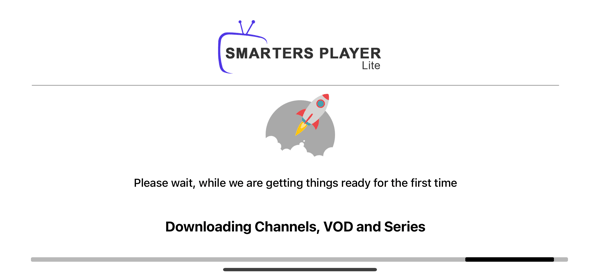 SMARTERS PLAYER
Lite
Please wait, while we are getting things ready for the first time
Downloading Channels, VOD and Series